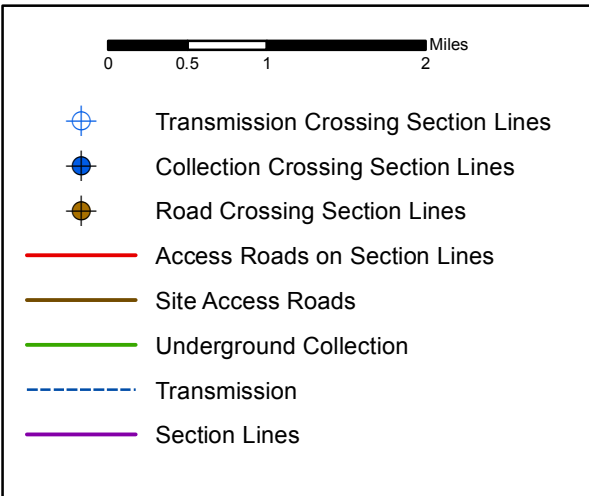 Miles
0 0.5 1 2
Transmission Crossing Section Lines
Collection Crossing Section Lines
Road Crossing Section Lines
Access Roads on Section Lines
Site Access Roads
Underground Collection
Transmission
Section Lines